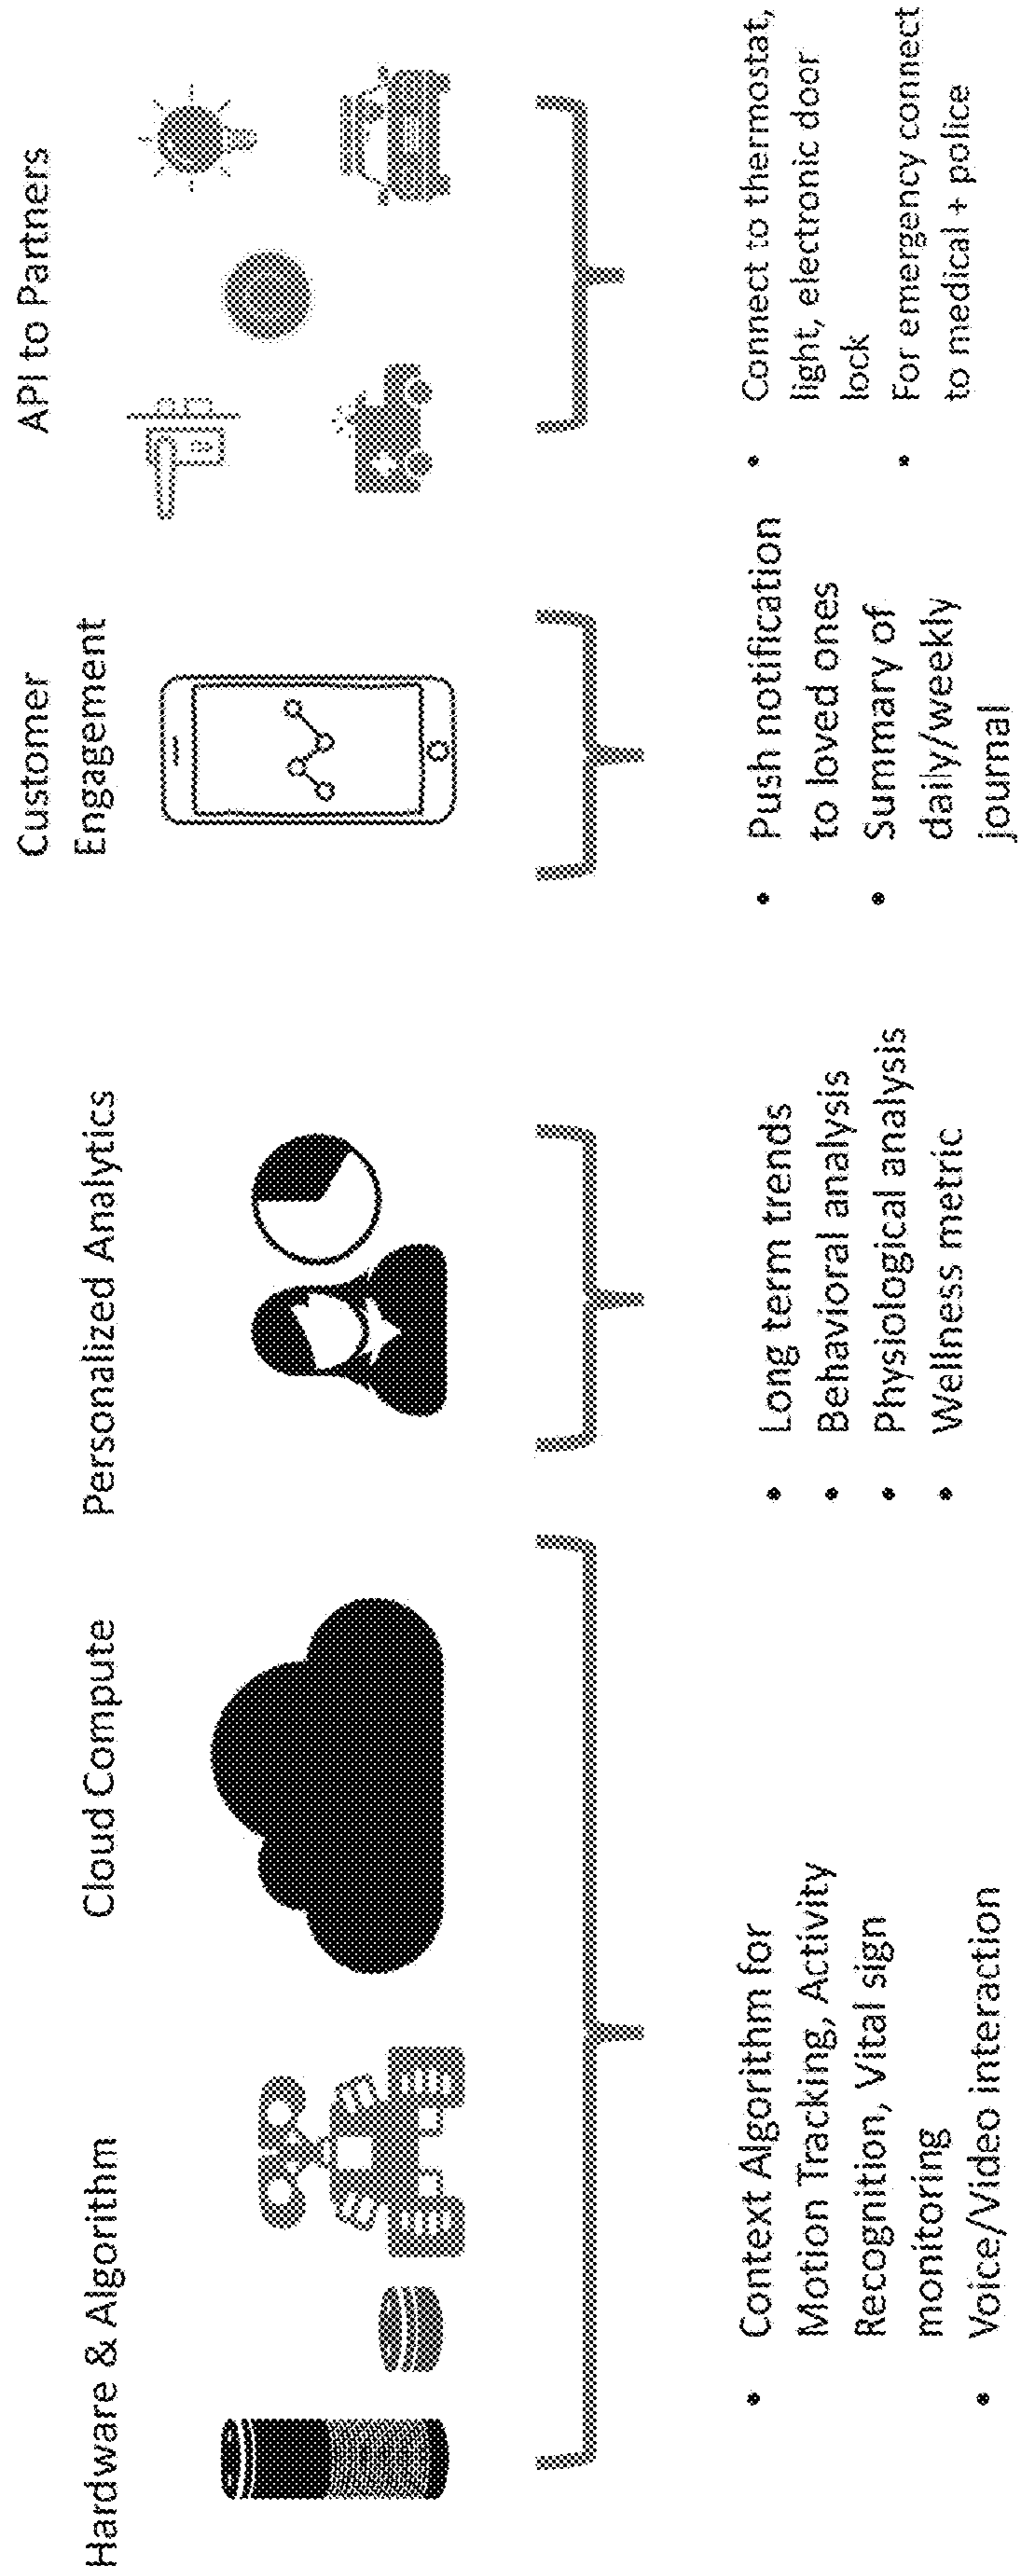 Hardware & Algorithm
Cloud Compute
Personalized Analytics
Customer
Engagement
API to Partners
• Context Algorithm for
Motion Tracking, Activity
Recognition, Vital sign
monitoring
• Voice/Video interaction
• Long term trends
• Behavioral analysis
• Physiological analysis
• Wellness metric
• Push notification
to loved ones
• Summary of
daily/weekly
journal
• Connect to thermostat,
light, electronic door
lock
• For emergency connect
to medical + police